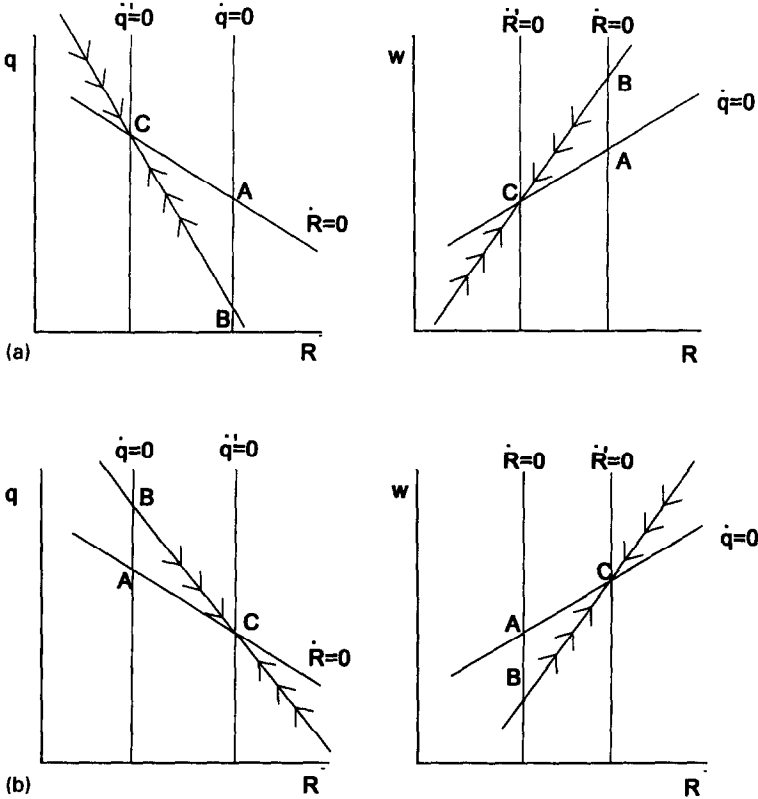 q̇'=0 q̇=0
q
C
A
Ṙ=0
B
(a) R
Ṙ'=0 Ṙ=0
w
B
q̇=0
A
C
R
q̇=0 q̇'=0
q
B
A
C
Ṙ=0
(b) R
Ṙ=0 Ṙ'=0
w
q̇=0
C
A
B
R